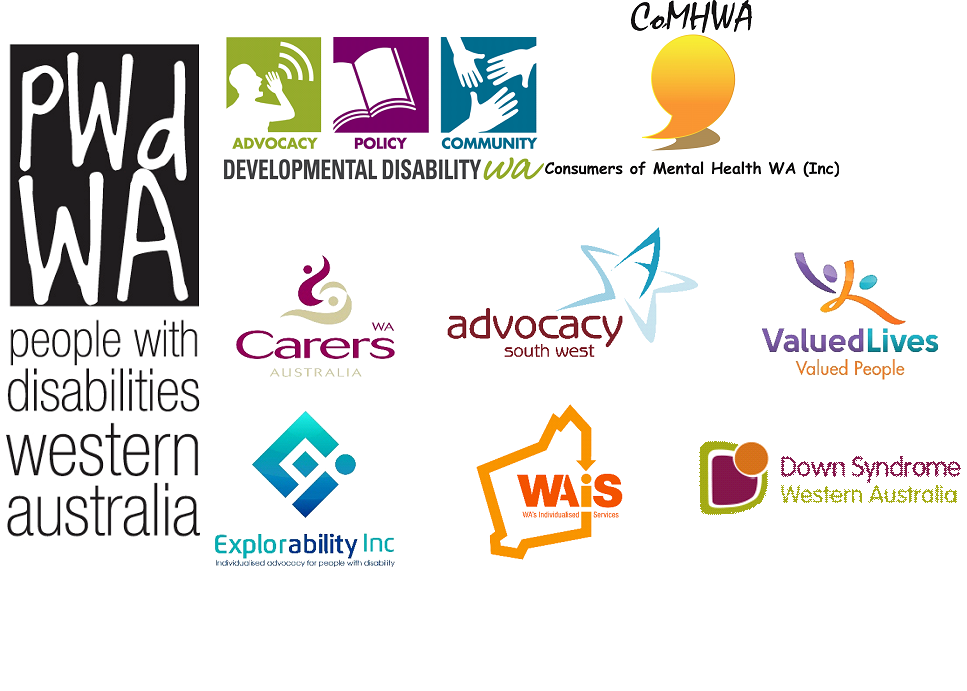 PWd
WA
people with
disabilities
western
australia
ADVOCACY
POLICY
COMMUNITY
DEVELOPMENTAL DISABILITY wa
CoMHWA
Consumers of Mental Health WA (Inc)
WA
Carers
AUSTRALIA
advocacy
south west
ValuedLives
Valued People
Explorability Inc
Individualised advocacy for people with disability
WAiS
WA's Individualised Services
Down Syndrome
Western Australia